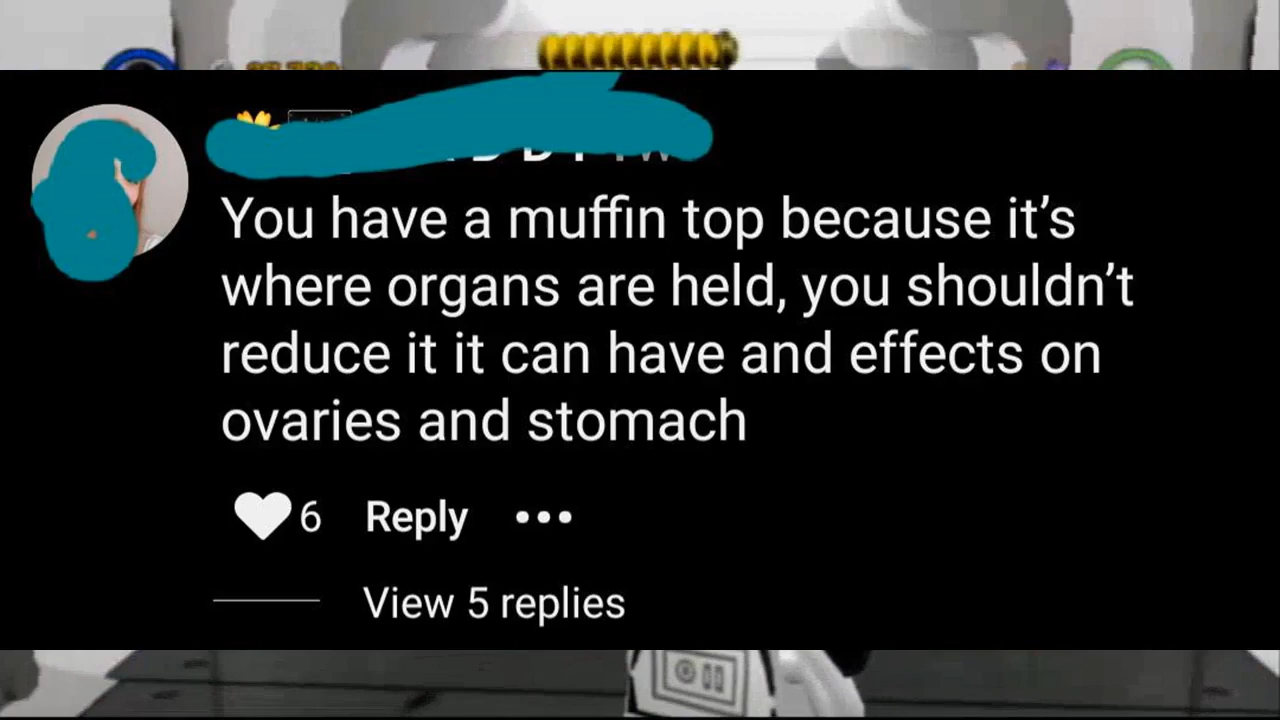 You have a muffin top because it’s
where organs are held, you shouldn’t
reduce it it can have and effects on
ovaries and stomach
6 Reply
View 5 replies